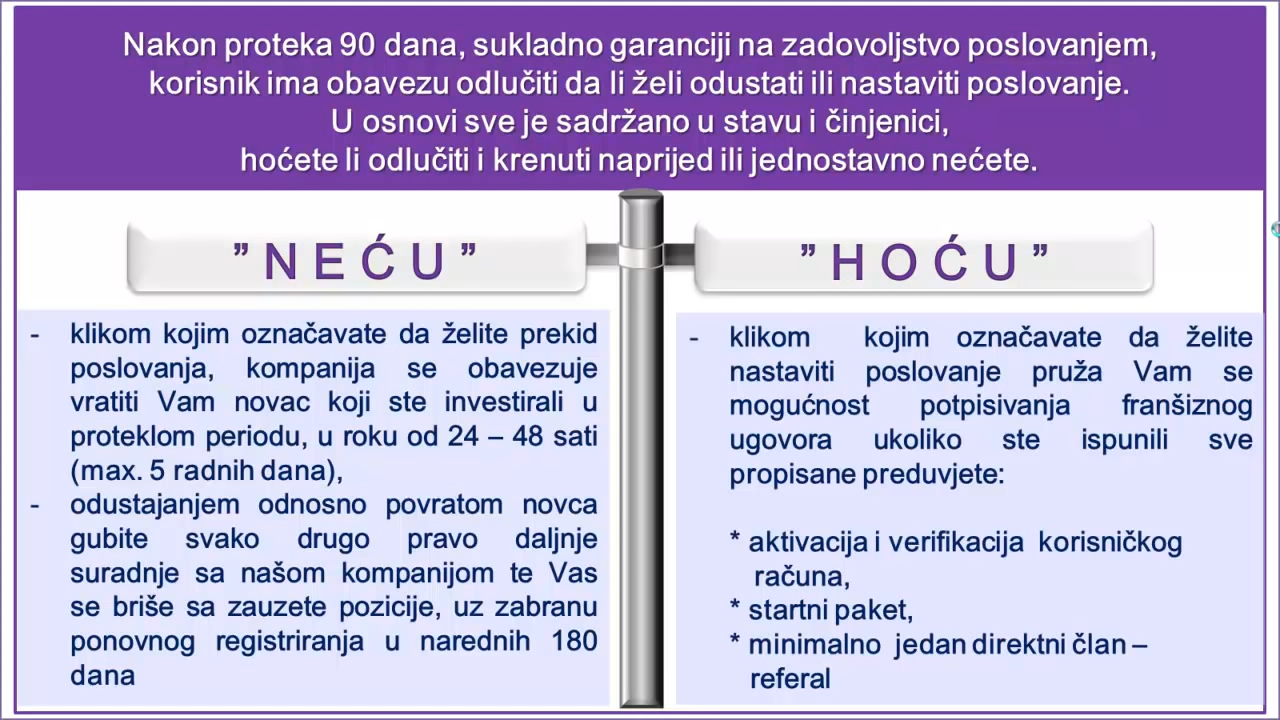 Nakon proteka 90 dana, sukladno garanciji na zadovoljstvo poslovanjem,
korisnik ima obavezu odlučiti da li želi odustati ili nastaviti poslovanje.
U osnovi sve je sadržano u stavu i činjenici,
hoćete li odlučiti i krenuti naprijed ili jednostavno nećete.
”NEĆU”
- klikom kojim označavate da želite prekid
poslovanja, kompanija se obavezuje
vratiti Vam novac koji ste investirali u
proteklom periodu, u roku od 24 – 48 sati
(max. 5 radnih dana),
- odustajanjem odnosno povratom novca
gubite svako drugo pravo daljnje
suradnje sa našom kompanijom te Vas
se briše sa zauzete pozicije, uz zabranu
ponovnog registriranja u narednih 180
dana
”HOĆU”
- klikom kojim označavate da želite
nastaviti poslovanje pruža Vam se
mogućnost potpisivanja franšiznog
ugovora ukoliko ste ispunili sve
propisane preduvjete:
* aktivacija i verifikacija korisničkog
računa,
* startni paket,
* minimalno jedan direktni član –
referal